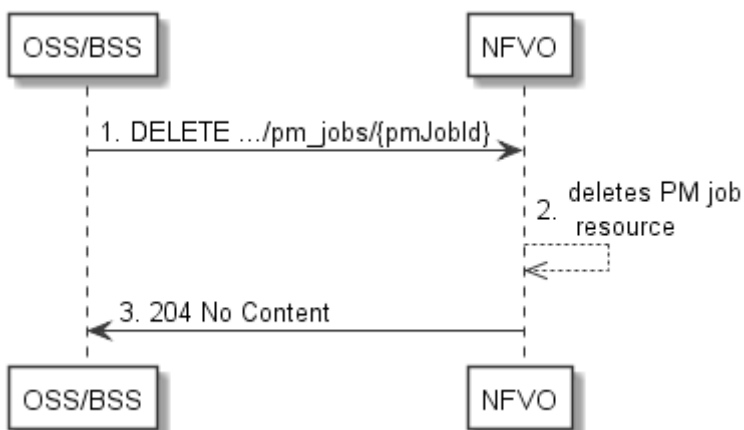 OSS/BSS
NFVO
1. DELETE .../pm_jobs/{pmJobId}
2. deletes PM job
resource
3. 204 No Content
OSS/BSS
NFVO